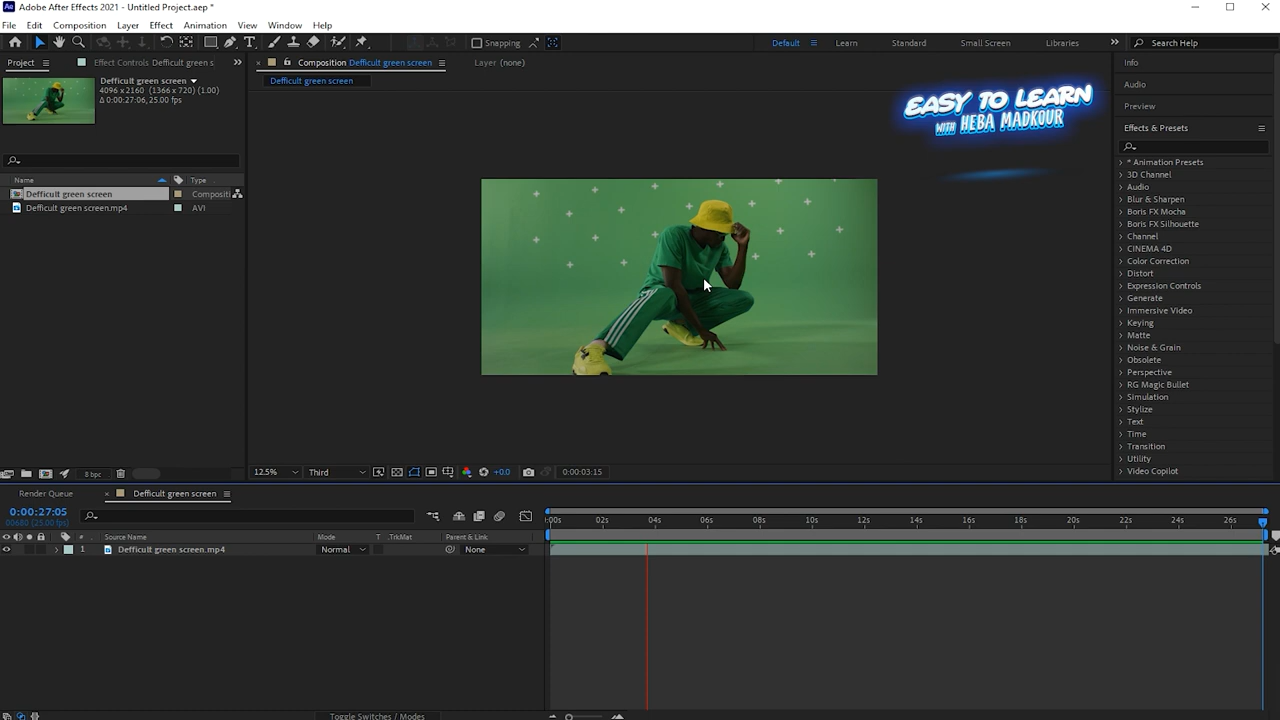 Adobe After Effects 2021 - Untitled Project.aep *
File Edit Composition Layer Effect Animation View Window Help
Snapping Default Learn Standard Small Screen Libraries Search Help
Project Effect Controls Defficult green s
Composition Defficult green screen Layer (none)
Defficult green screen
Defficult green screen
4096 x 2160 (1366 x 720) (1.00)
Δ 0:00:27:06, 25.00 fps
Name Type
Defficult green screen Compositi
Defficult green screen.mp4 AVI
8 bpc
EASY TO LEARN
WITH HEBA MADKOUR
12.5% Third +0.0 0:00:03:15
Info
Audio
Preview
Effects & Presets
* Animation Presets
3D Channel
Audio
Blur & Sharpen
Boris FX Mocha
Boris FX Silhouette
Channel
CINEMA 4D
Color Correction
Distort
Expression Controls
Generate
Immersive Video
Keying
Matte
Noise & Grain
Obsolete
Perspective
RG Magic Bullet
Simulation
Stylize
Text
Time
Transition
Utility
Video Copilot
Render Queue Defficult green screen
0:00:27:05
00680 (25.00 fps)
:00s 02s 04s 06s 08s 10s 12s 14s 16s 18s 20s 22s 24s 26s
# Source Name Mode T .TrkMat Parent & Link
1 Defficult green screen.mp4 Normal None
Toggle Switches / Modes